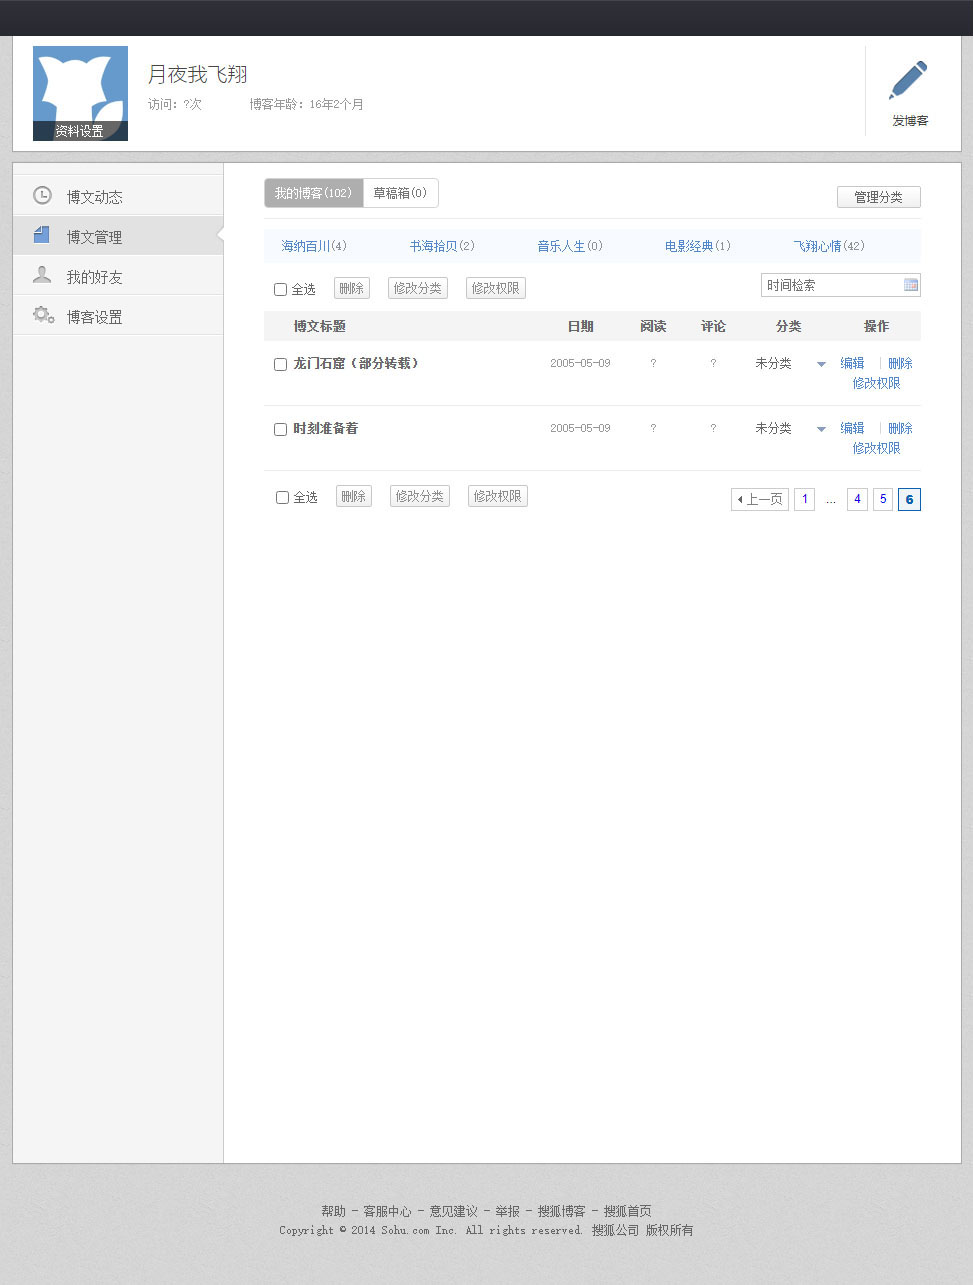 月夜我飞翔
访问：?次 博客年龄：16年2个月
资料设置
发博客
博文动态
博文管理
我的好友
博客设置
我的博客(102) 草稿箱(0) 管理分类
海纳百川(4) 书海拾贝(2) 音乐人生(0) 电影经典(1) 飞翔心情(42)
全选 删除 修改分类 修改权限 时间检索
博文标题 日期 阅读 评论 分类 操作
龙门石窟（部分转载） 2005-05-09 ? ? 未分类 编辑 | 删除
修改权限
时刻准备着 2005-05-09 ? ? 未分类 编辑 | 删除
修改权限
全选 删除 修改分类 修改权限 上一页 1 ... 4 5 6
帮助 - 客服中心 - 意见建议 - 举报 - 搜狐博客 - 搜狐首页
Copyright © 2014 Sohu.com Inc. All rights reserved. 搜狐公司 版权所有